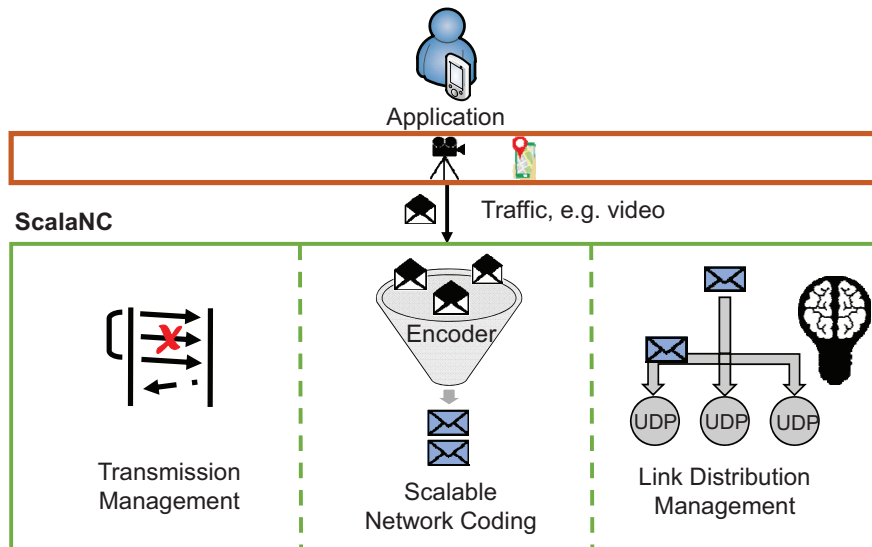 Application
Traffic, e.g. video
ScalaNC
Encoder
UDP
UDP
UDP
Transmission
Management
Scalable
Network Coding
Link Distribution
Management